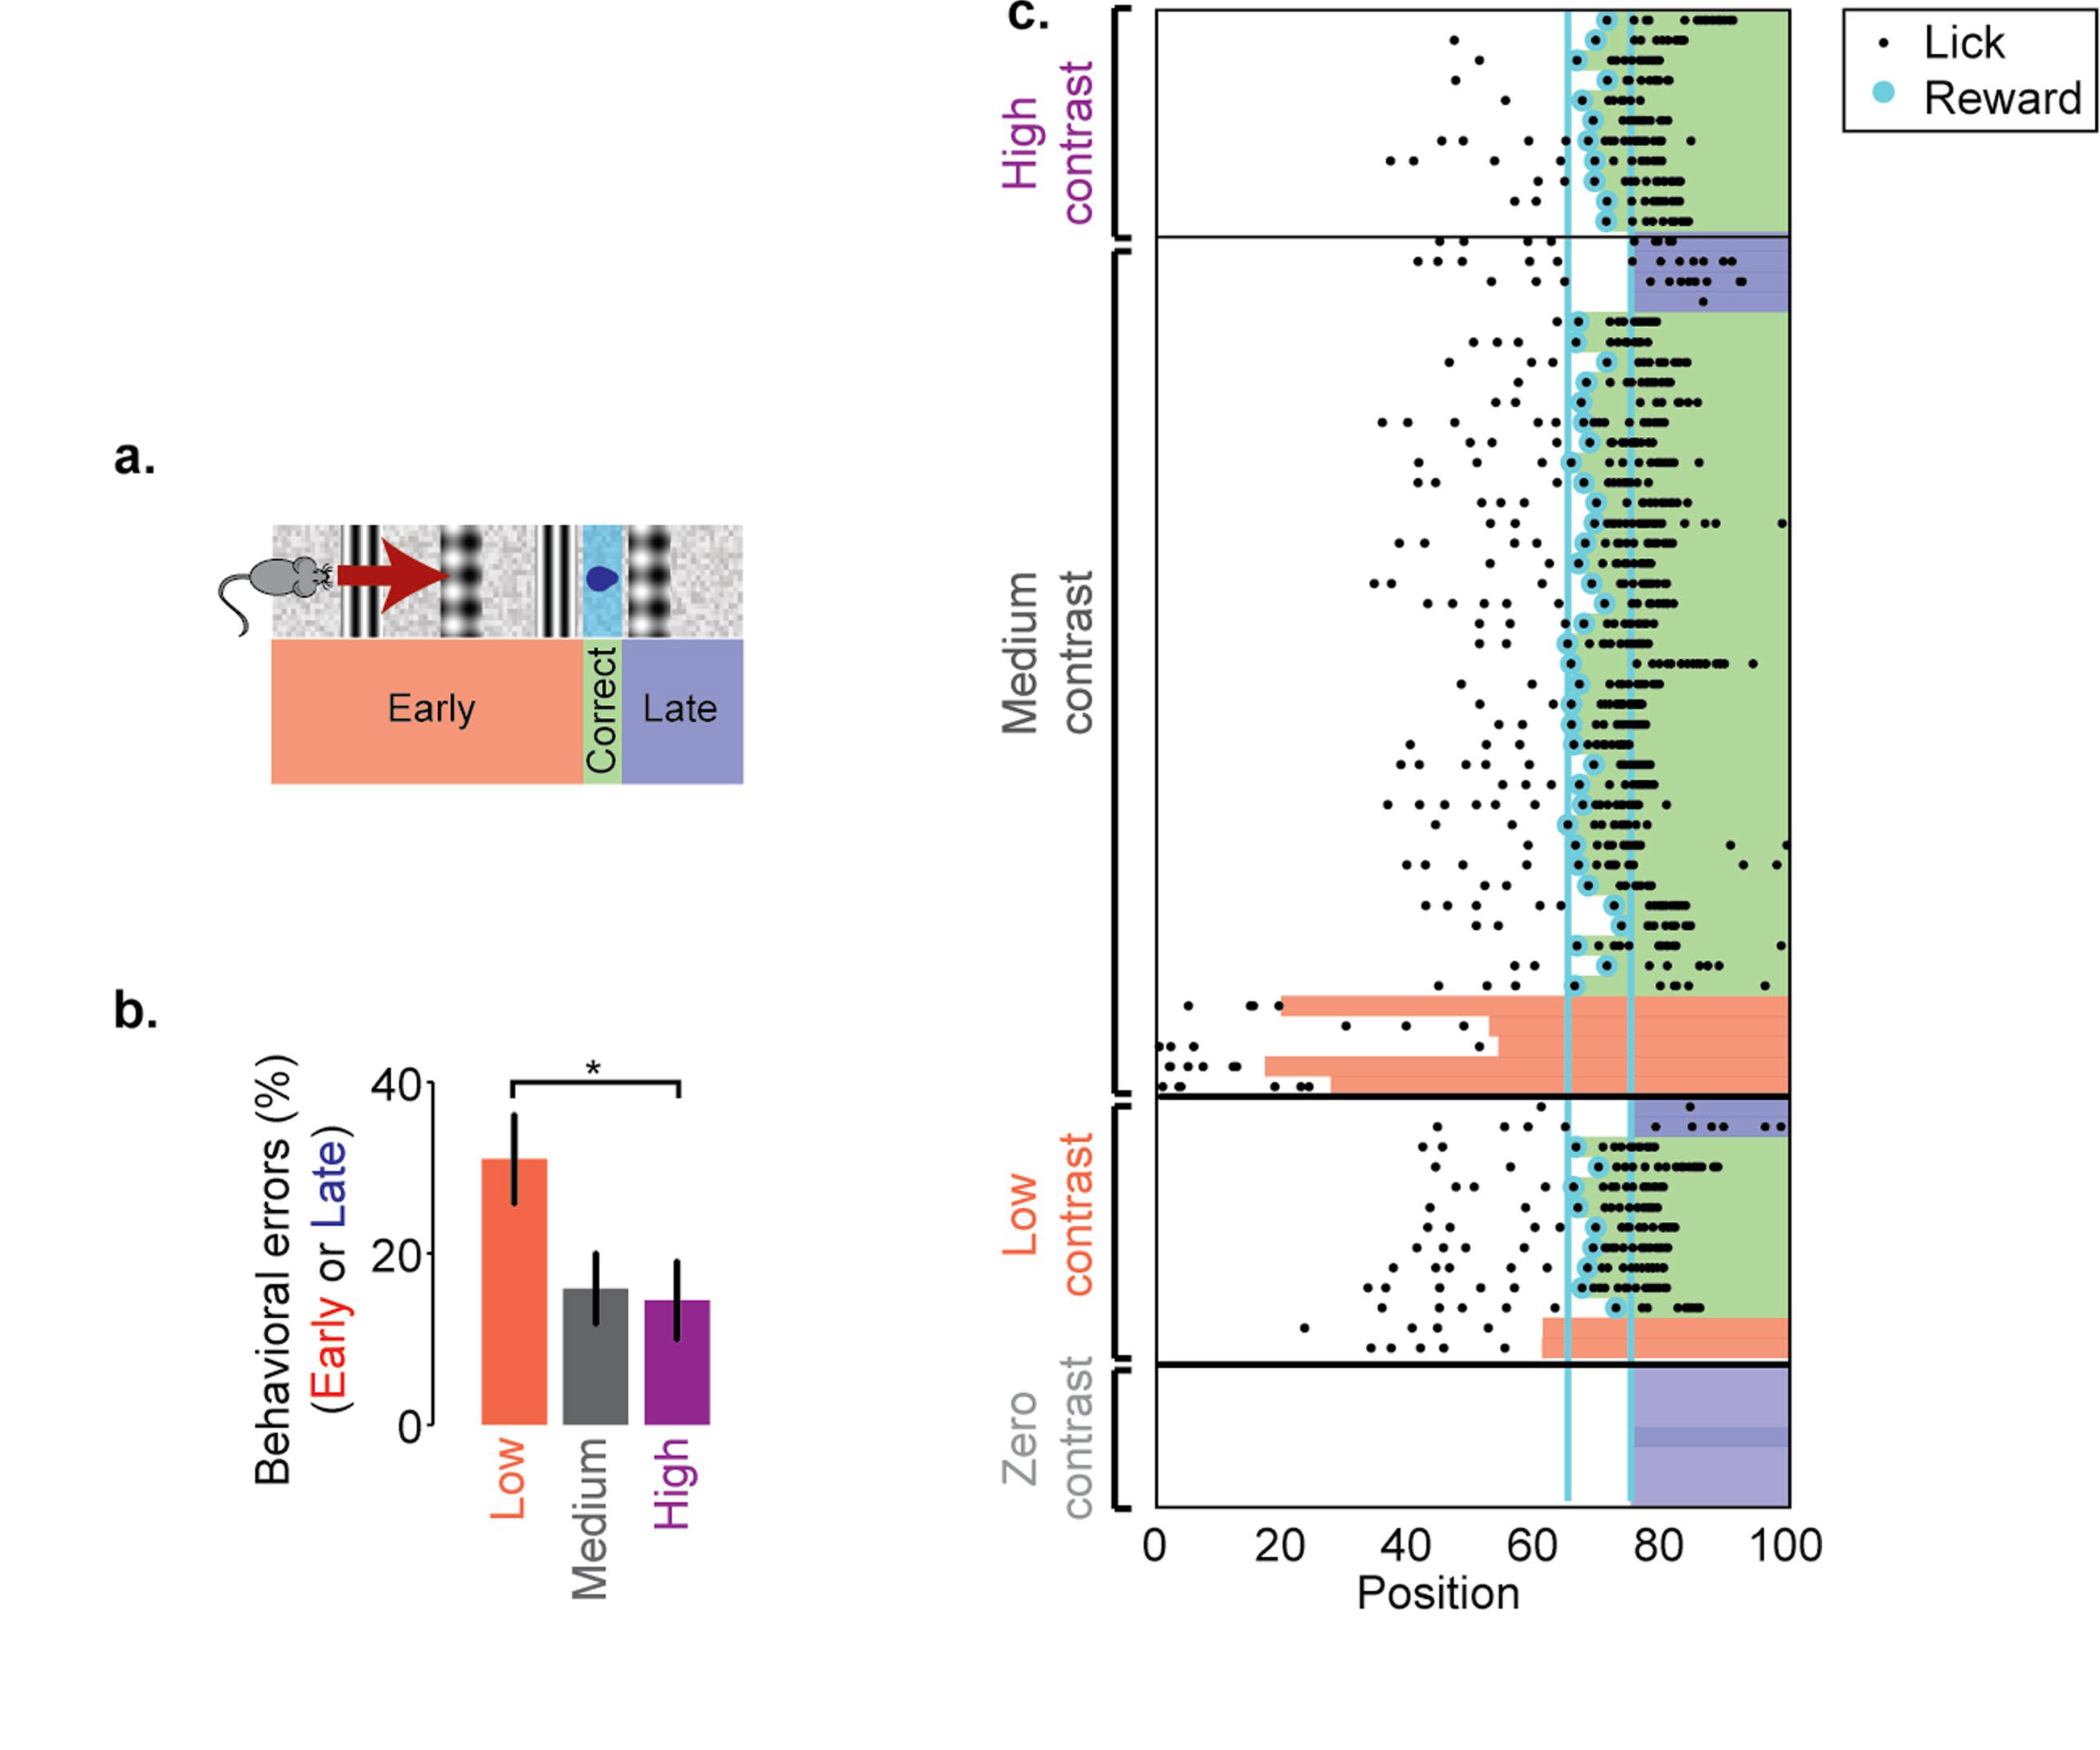 a.
Early
Correct
Late
b.
Behavioral errors (%)
(Early or Late)
40
20
0
*
Low
Medium
High
c.
High
contrast
Medium
contrast
Low
contrast
Zero
contrast
0 20 40 60 80 100
Position
Lick
Reward